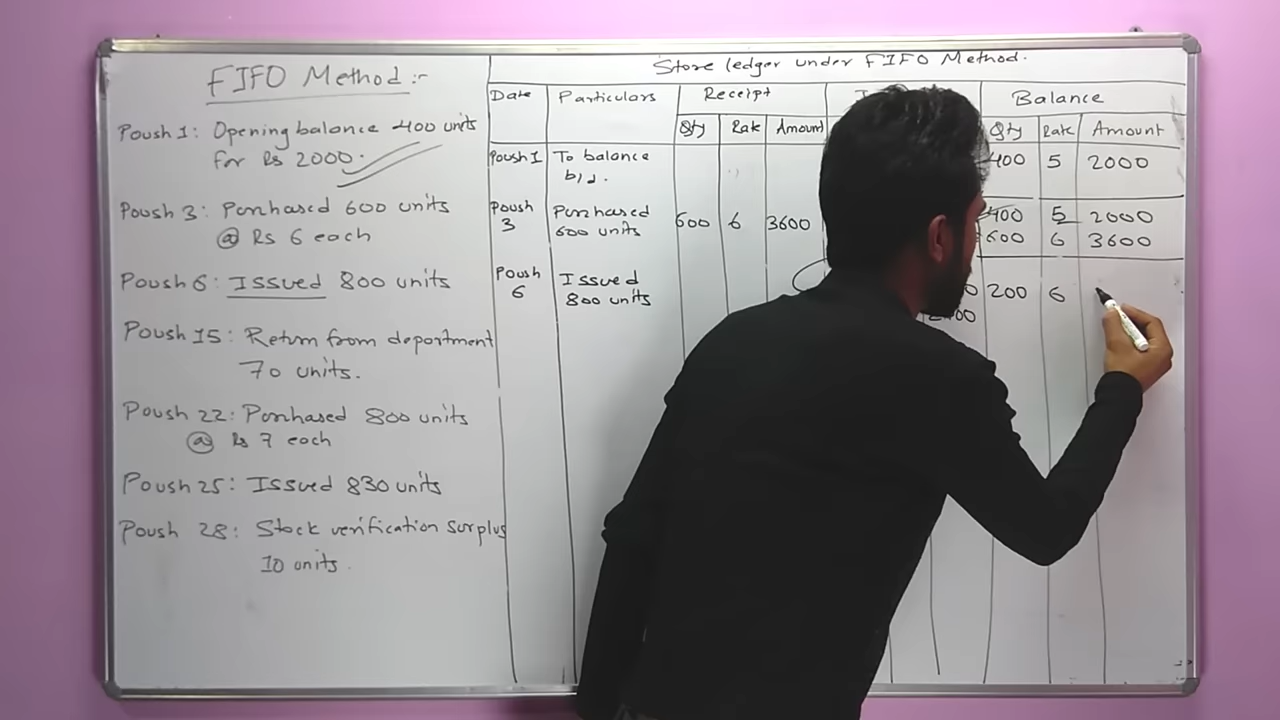 FIFO Method :-
Poush 1: Opening balance 400 units
for Rs 2000.
Poush 3: Purchased 600 units
@ Rs 6 each
Poush 6: Issued 800 units
Poush 15: Return from department
70 units.
Poush 22: Purchased 800 units
@ Rs 7 each
Poush 25: Issued 830 units
Poush 28: Stock verification surplus
10 units.
Store ledger under FIFO Method.
Date Particulars Receipt Balance
Qty Rate Amount Qty Rate Amount
Poush 1 To balance 400 5 2000
b/d.
Poush Purchased 400 5 2000
3 600 units 600 6 3600 600 6 3600
Poush Issued
6 800 units 200 6